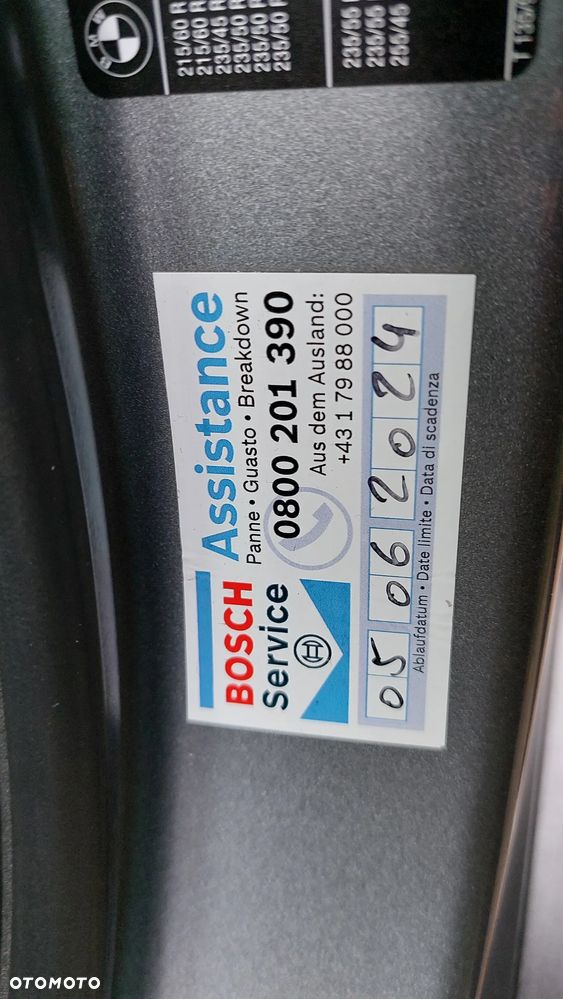 BMW
215/60 R
215/60 R
235/45 R
235/50 R
235/50 R
235/50
235/55
235/55
255/45
BOSCH
Service
Assistance
Panne • Guasto • Breakdown
0800 201 390
Aus dem Ausland:
+43 1 79 88 000
05 06 2024
Ablaufdatum • Date limite • Data di scadenza
OTOMOTO